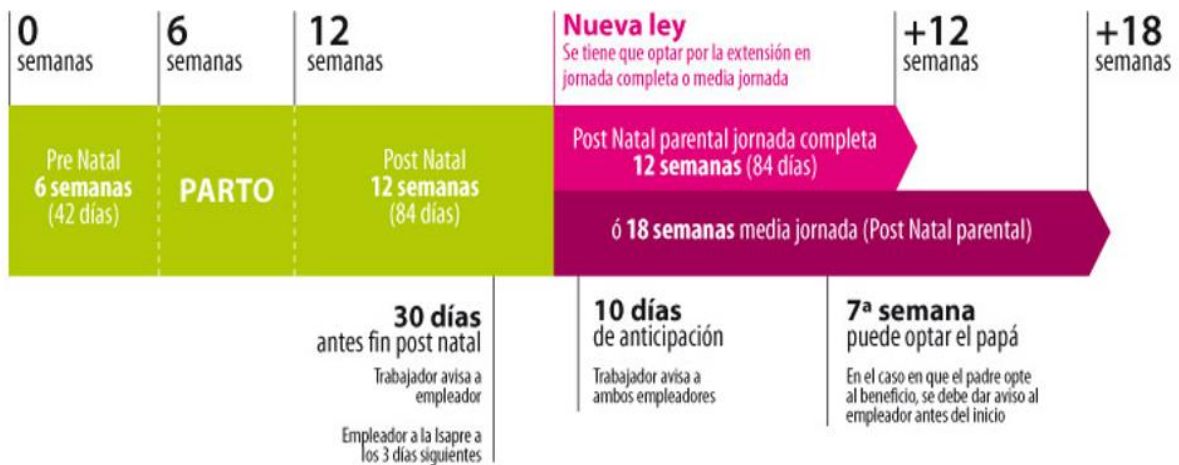 0
semanas
6
semanas
12
semanas
Nueva ley
Se tiene que optar por la extensión en
jornada completa o media jornada
+12
semanas
+18
semanas
Pre Natal
6 semanas
(42 días)
PARTO
Post Natal
12 semanas
(84 días)
Post Natal parental jornada completa
12 semanas (84 días)
ó 18 semanas media jornada (Post Natal parental)
30 días
antes fin post natal
Trabajador avisa a
empleador
Empleador a la Isapre a
los 3 días siguientes
10 días
de anticipación
Trabajador avisa a
ambos empleadores
7ª semana
puede optar el papá
En el caso en que el padre opte
al beneficio, se debe dar aviso al
empleador antes del inicio